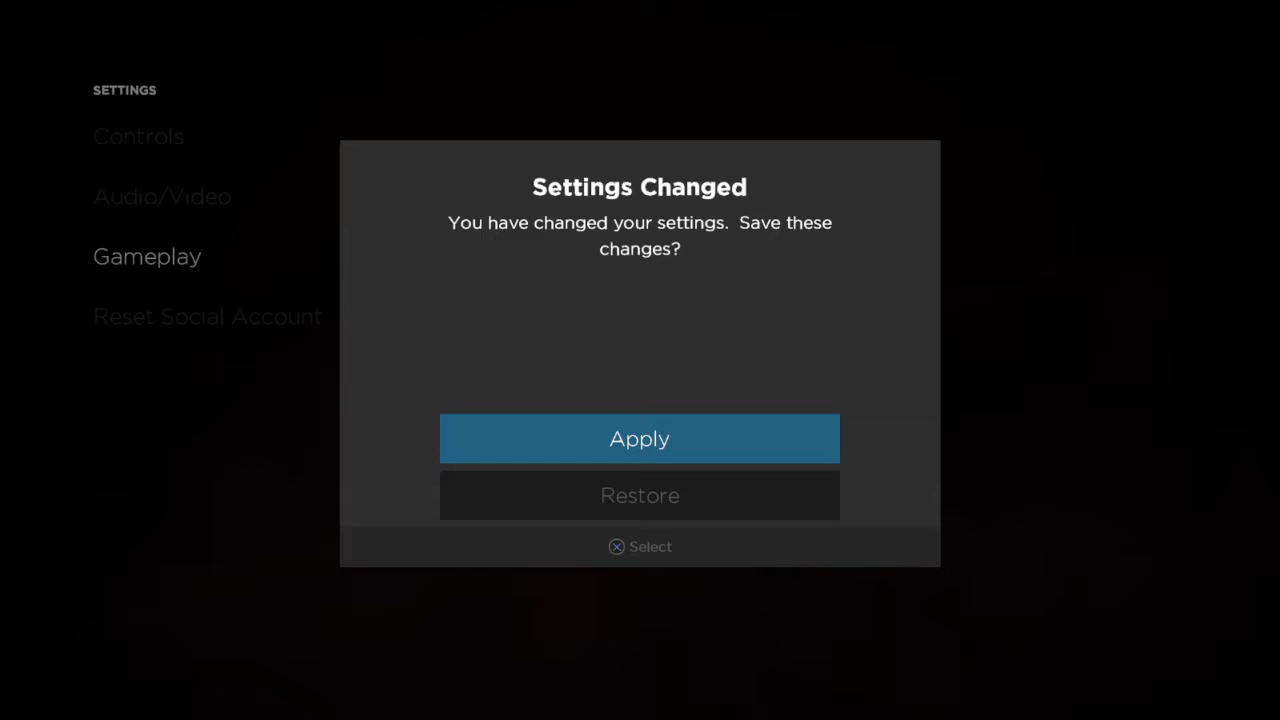 SETTINGS
Controls
Audio/Video
Gameplay
Reset Social Account
Settings Changed
You have changed your settings.  Save these
changes?
Apply
Restore
Select